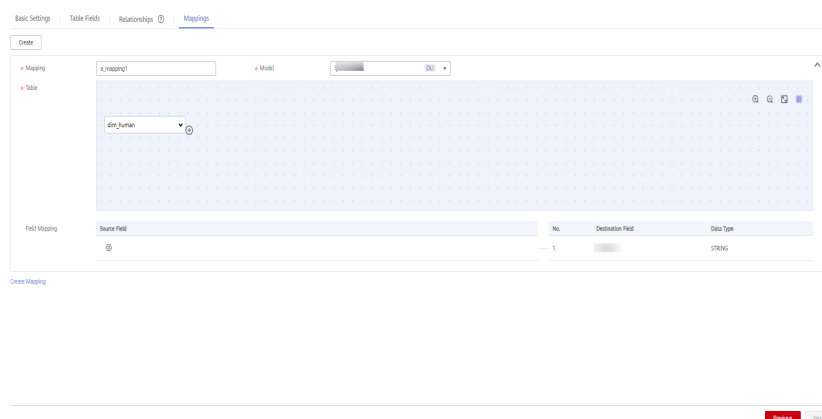 Basic Settings Table Fields Relationships ? Mappings
Create
* Mapping a_mapping1 * Model DLI
* Table
dim_human
Field Mapping Source Field No. Destination Field Data Type
1 STRING
Create Mapping
Previous